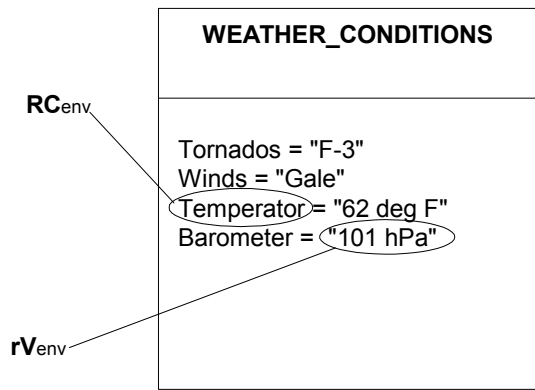 WEATHER_CONDITIONS
RCenv
Tornados = "F-3"
Winds = "Gale"
Temperator = "62 deg F"
Barometer = "101 hPa"
rVenv